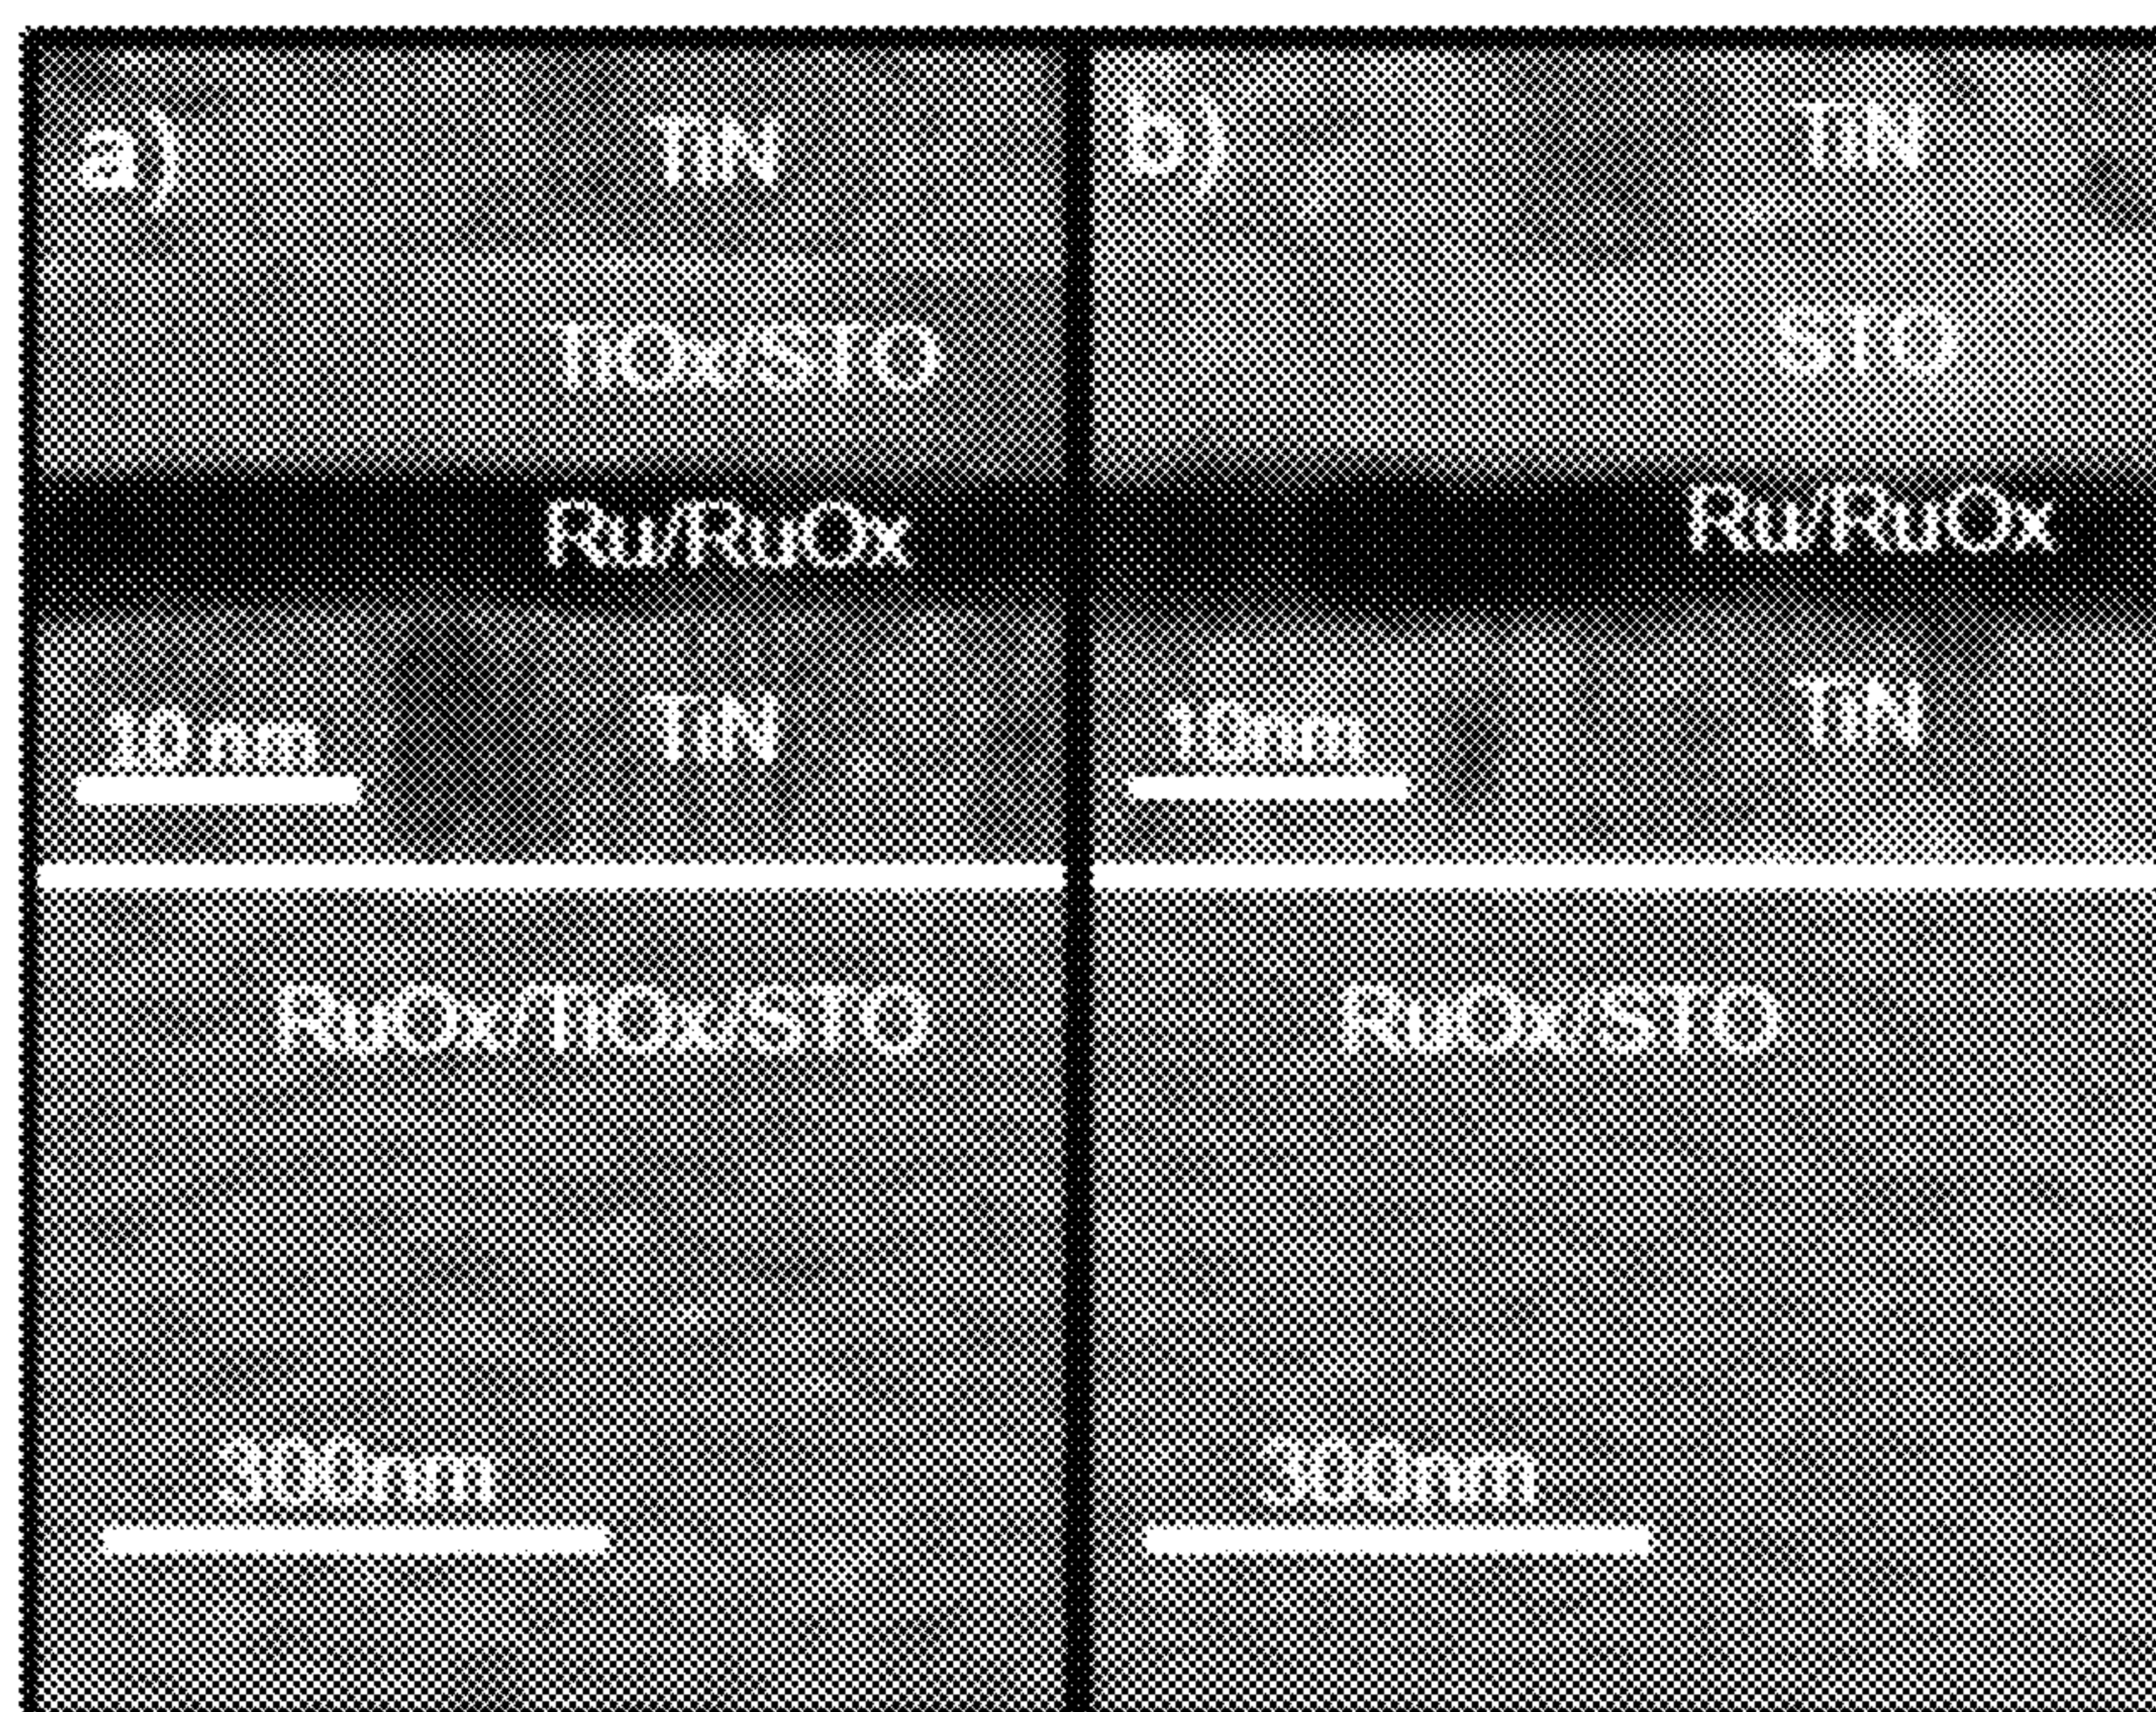 a)
TiN
TiOx/STO
Ru/RuOx
TiN
10 nm
RuOx/TiOx/STO
300nm
b)
TiN
STO
Ru/RuOx
TiN
10nm
RuOx/STO
300nm